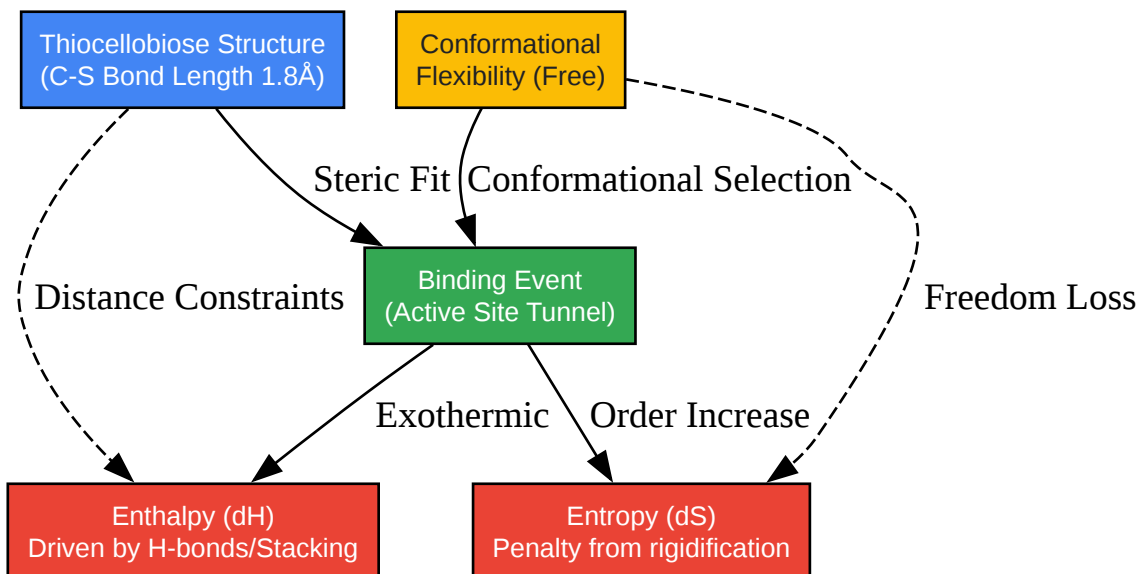 Thiocellobiose Structure
(C-S Bond Length 1.8Å)
Conformational
Flexibility (Free)
Steric Fit
Conformational Selection
Binding Event
(Active Site Tunnel)
Distance Constraints
Freedom Loss
Exothermic
Order Increase
Enthalpy (dH)
Driven by H-bonds/Stacking
Entropy (dS)
Penalty from rigidification